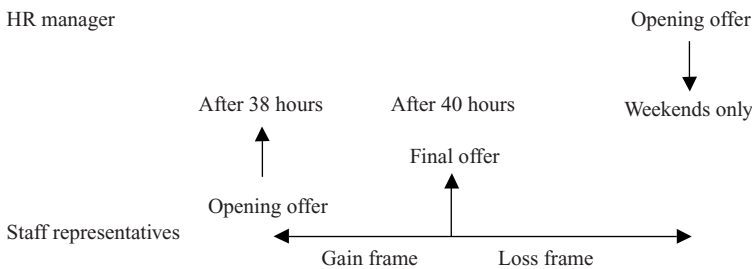 HR manager
Opening offer
After 38 hours
After 40 hours
Weekends only
Final offer
Opening offer
Staff representatives
Gain frame
Loss frame